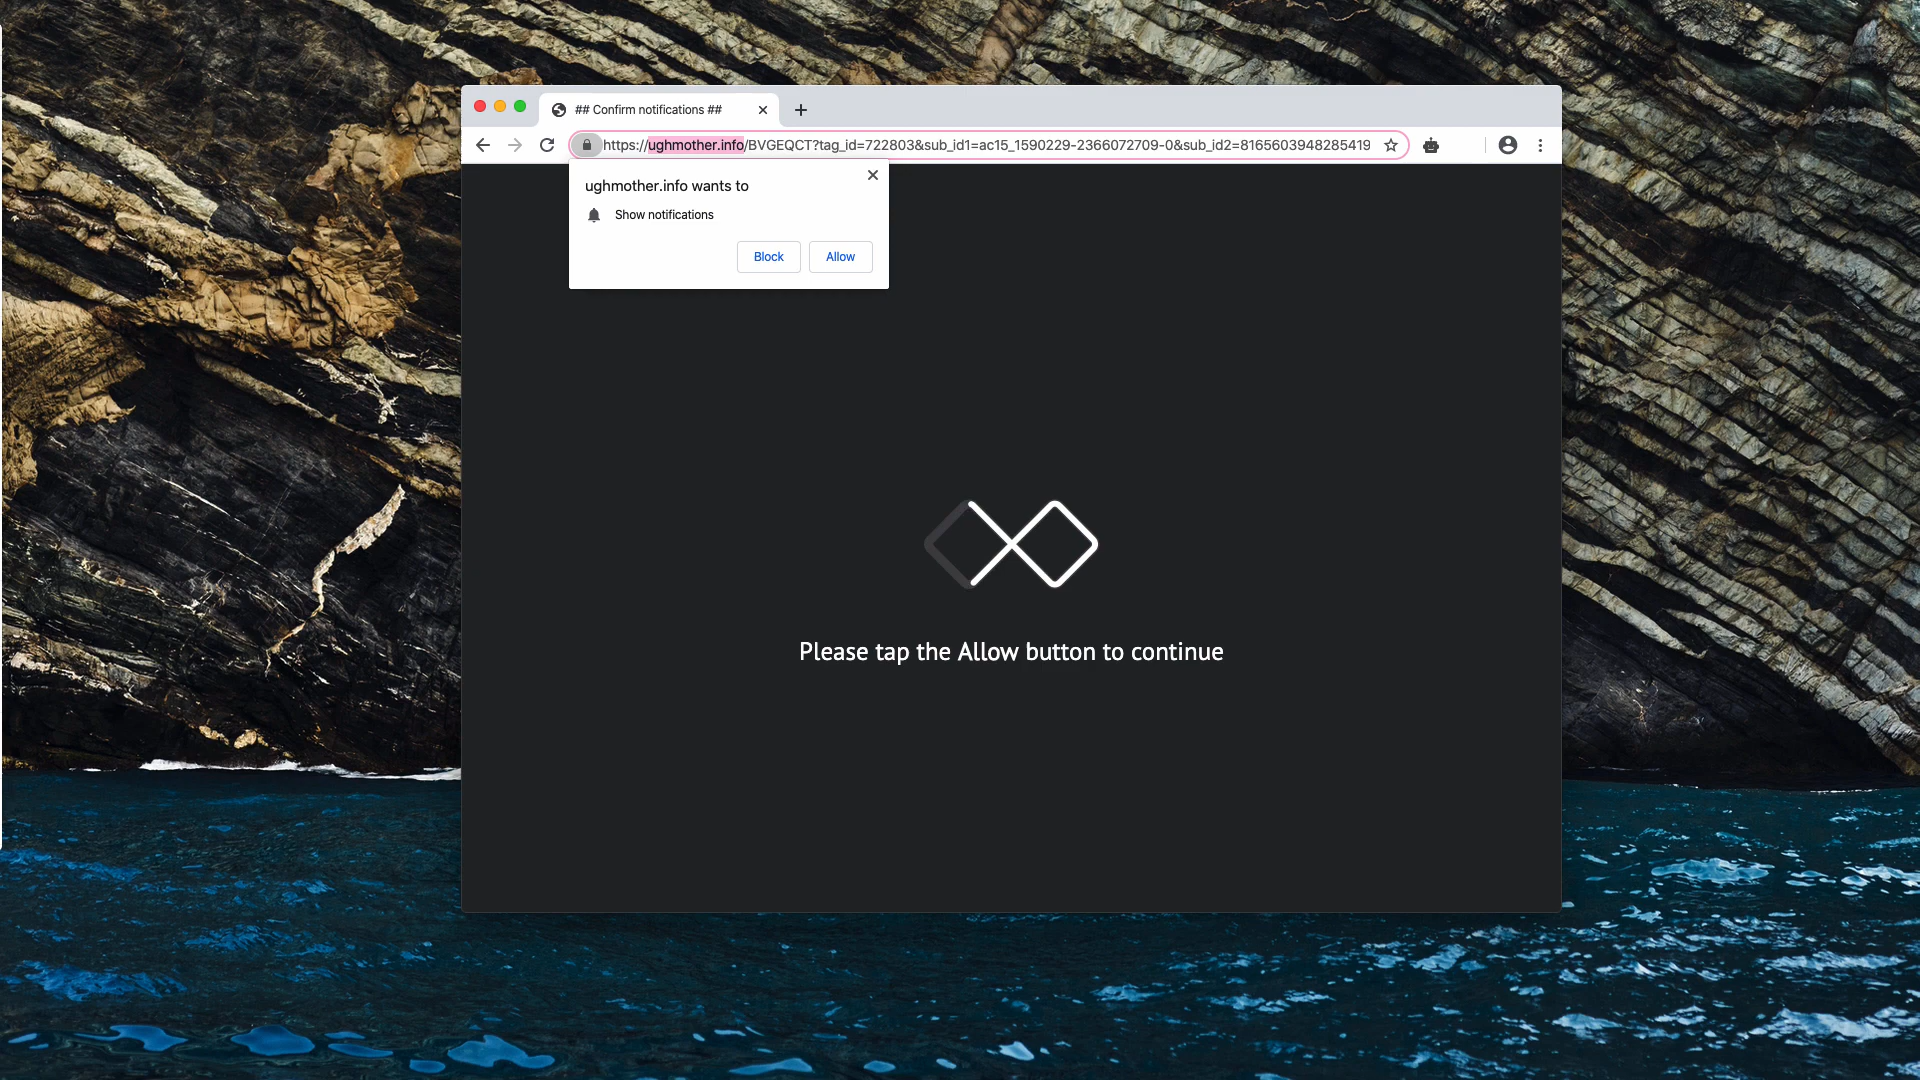 ## Confirm notifications ##
https://ughmother.info/BVGEQCT?tag_id=722803&sub_id1=ac15_1590229-2366072709-0&sub_id2=8165603948285419
ughmother.info wants to
Show notifications
Block Allow
Please tap the Allow button to continue